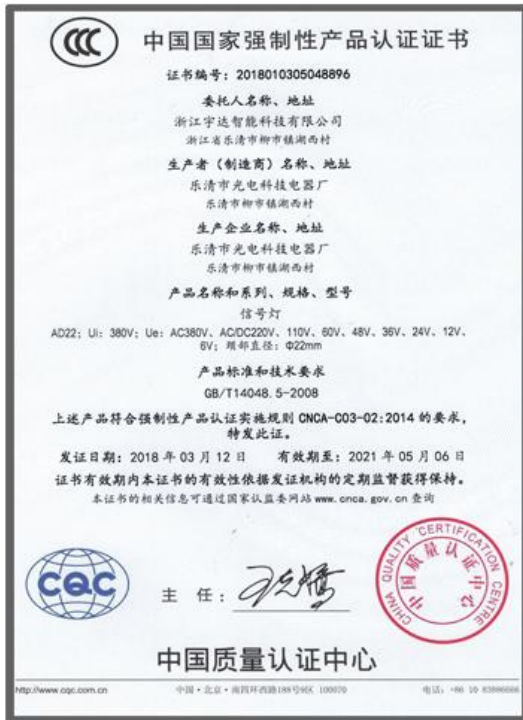 中国国家强制性产品认证证书
证书编号：2018010305048896
委托人名称、地址
浙江宇达智能科技有限公司
浙江省乐清市柳市镇湖西村
生产者（制造商）名称、地址
乐清市光电科技电器厂
乐清市柳市镇湖西村
生产企业名称、地址
乐清市光电科技电器厂
乐清市柳市镇湖西村
产品名称和系列、规格、型号
信号灯
AD22；Ui：380V；Ue：AC380V、AC/DC220V、110V、60V、48V、36V、24V、12V、
6V；颈部直径：Φ22mm
产品标准和技术要求
GB/T14048.5-2008
上述产品符合强制性产品认证实施规则 CNCA-C03-02:2014 的要求，
特发此证。
发证日期：2018 年 03 月 12 日 有效期至：2021 年 05 月 06 日
证书有效期内本证书的有效性依据发证机构的定期监督获得保持。
本证书的相关信息可通过国家认监委网站 www.cnca.gov.cn 查询
CQC
主 任：
CHINA QUALITY CERTIFICATION CENTRE
中国质量认证中心
中国质量认证中心
http://www.cqc.com.cn 中国·北京·南四环西路188号9区 100070 电话：+86 10 83886666